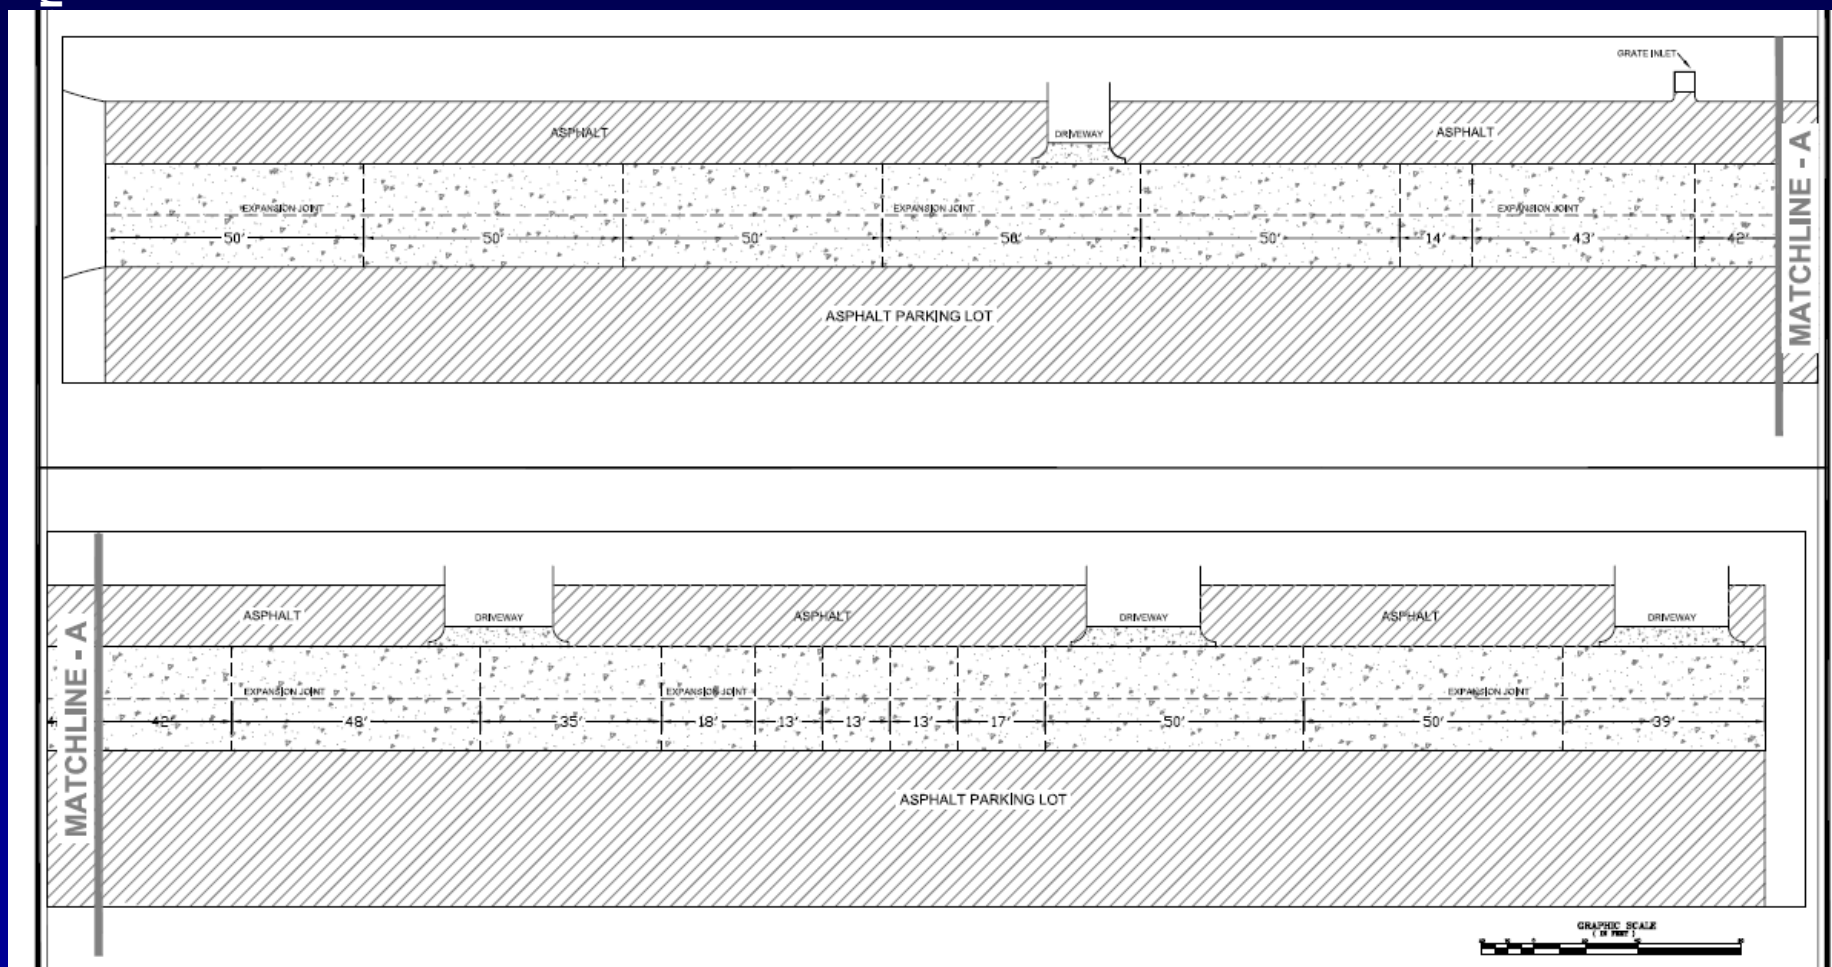 GRATE INLET
ASPHALT
DRIVEWAY
ASPHALT
EXPANSION JOINT
EXPANSION JOINT
EXPANSION JOINT
50' 50' 50' 50' 50' 14' 43' 42'
ASPHALT PARKING LOT
MATCHLINE - A
ASPHALT
DRIVEWAY
ASPHALT
DRIVEWAY
ASPHALT
DRIVEWAY
EXPANSION JOINT
EXPANSION JOINT
EXPANSION JOINT
42' 48' 35' 18' 13' 13' 13' 17' 50' 50' 39'
MATCHLINE - A
ASPHALT PARKING LOT
GRAPHIC SCALE
( IN FEET )